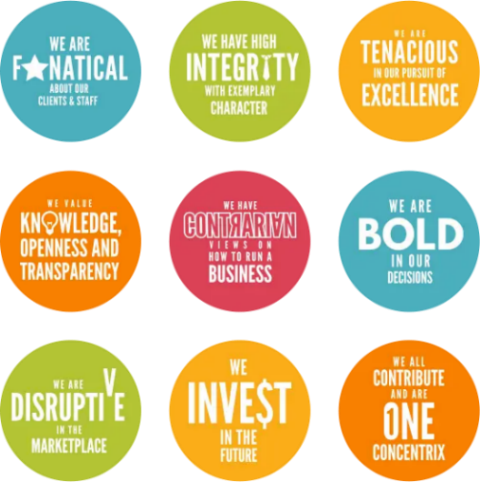 WE ARE
F★NATICAL
ABOUT OUR
CLIENTS & STAFF
WE HAVE HIGH
INTEGRITY
WITH EXEMPLARY
CHARACTER
WE ARE
TENACIOUS
IN OUR PURSUIT OF
EXCELLENCE
WE VALUE
KNOWLEDGE,
OPENNESS AND
TRANSPARENCY
WE HAVE
CONTRARIAN
VIEWS ON
HOW TO RUN A
BUSINESS
WE ARE
BOLD
IN OUR
DECISIONS
WE ARE
DISRUPTIVE
IN THE
MARKETPLACE
WE
INVE$T
IN THE
FUTURE
WE ALL
CONTRIBUTE
AND ARE
ONE
CONCENTRIX